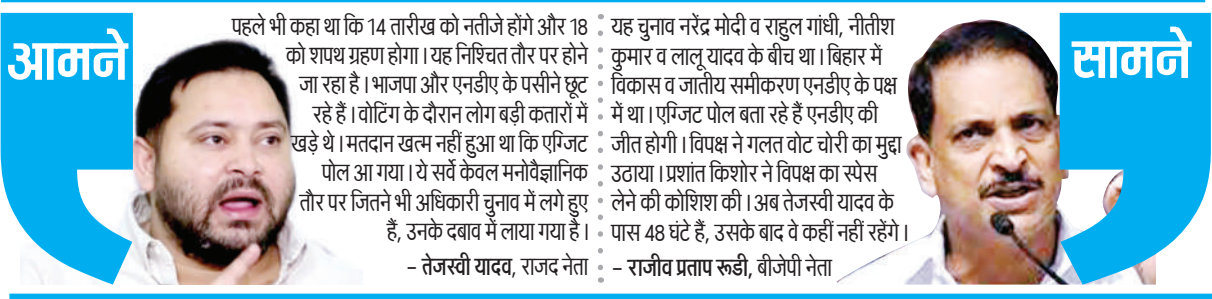 आमने
पहले भी कहा था कि 14 तारीख को नतीजे होंगे और 18
को शपथ ग्रहण होगा। यह निश्चित तौर पर होने
जा रहा है। भाजपा और एनडीए के पसीने छूट
रहे हैं। वोटिंग के दौरान लोग बड़ी कतारों में
खड़े थे। मतदान खत्म नहीं हुआ था कि एग्जिट
पोल आ गया। ये सर्वे केवल मनोवैज्ञानिक
तौर पर जितने भी अधिकारी चुनाव में लगे हुए
हैं, उनके दबाव में लाया गया है।
– तेजस्वी यादव, राजद नेता
यह चुनाव नरेंद्र मोदी व राहुल गांधी, नीतीश
कुमार व लालू यादव के बीच था। बिहार में
विकास व जातीय समीकरण एनडीए के पक्ष
में था। एग्जिट पोल बता रहे हैं एनडीए की
जीत होगी। विपक्ष ने गलत वोट चोरी का मुद्दा
उठाया। प्रशांत किशोर ने विपक्ष का स्पेस
लेने की कोशिश की। अब तेजस्वी यादव के
पास 48 घंटे हैं, उसके बाद वे कहीं नहीं रहेंगे।
– राजीव प्रताप रूडी, बीजेपी नेता
सामने